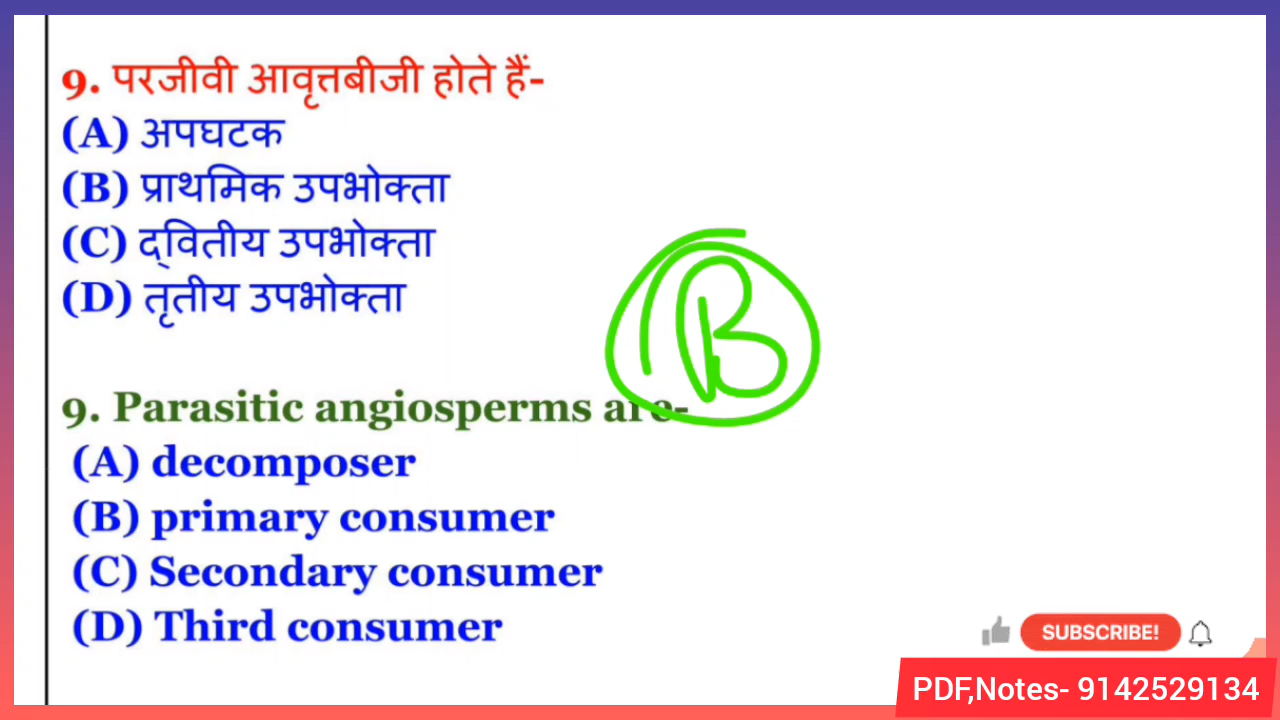 9. परजीवी आवृत्तबीजी होते हैं-
(A) अपघटक
(B) प्राथमिक उपभोक्ता
(C) द्वितीय उपभोक्ता
(D) तृतीय उपभोक्ता
B
9. Parasitic angiosperms are-
(A) decomposer
(B) primary consumer
(C) Secondary consumer
(D) Third consumer
SUBSCRIBE!
PDF,Notes- 9142529134